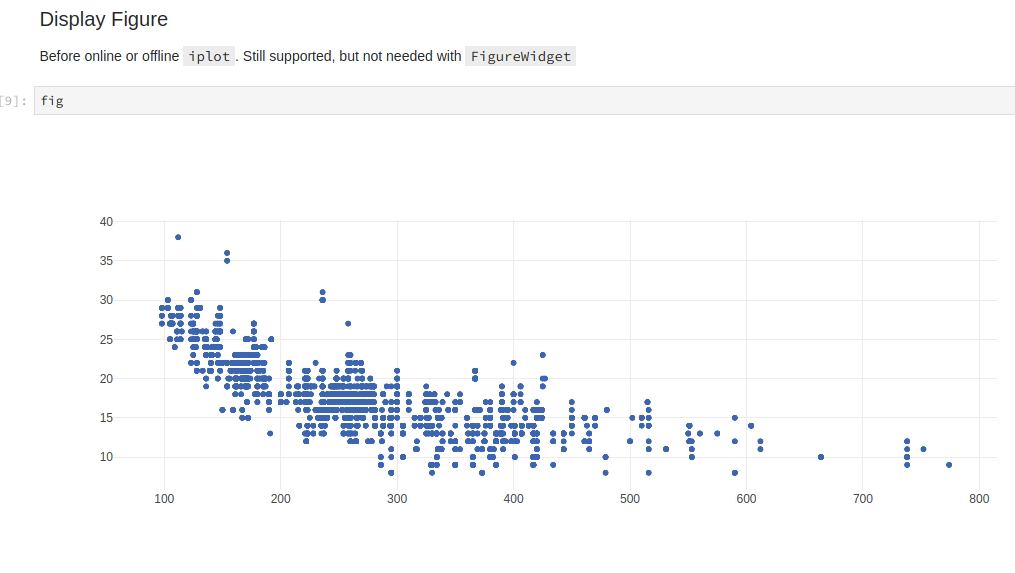 Display Figure
Before online or offline iplot. Still supported, but not needed with FigureWidget
[9]: fig
40
35
30
25
20
15
10
100 200 300 400 500 600 700 800